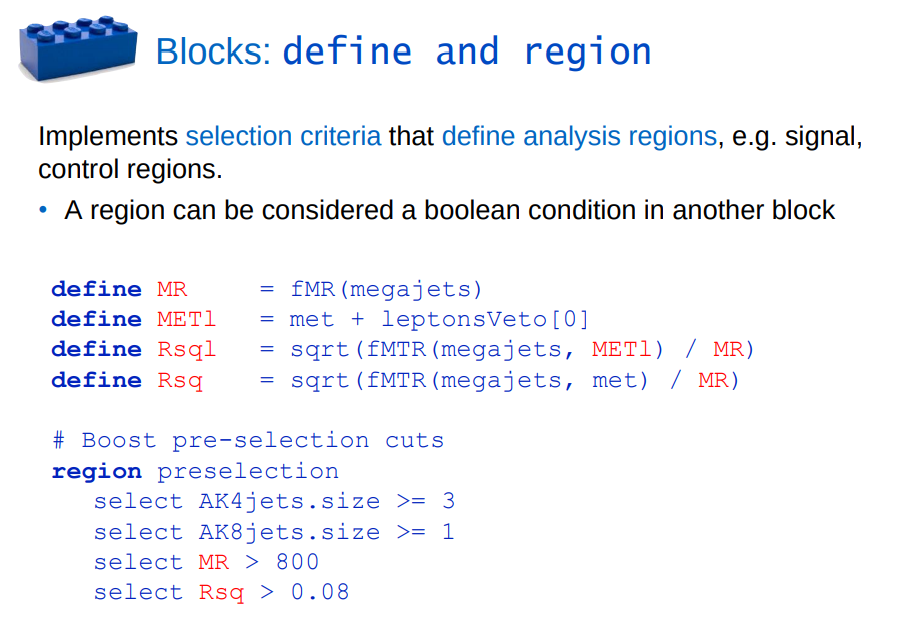 Blocks: define and region
Implements selection criteria that define analysis regions, e.g. signal,
control regions.
• A region can be considered a boolean condition in another block
define MR = fMR(megajets)
define METl = met + leptonsVeto[0]
define Rsql = sqrt(fMTR(megajets, METl) / MR)
define Rsq = sqrt(fMTR(megajets, met) / MR)
# Boost pre-selection cuts
region preselection
select AK4jets.size >= 3
select AK8jets.size >= 1
select MR > 800
select Rsq > 0.08